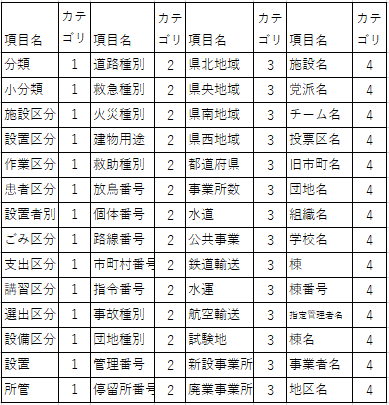 項目名 カテゴリ 項目名 カテゴリ 項目名 カテゴリ 項目名 カテゴリ
分類 1 道路種別 2 県北地域 3 施設名 4
小分類 1 救急種別 2 県央地域 3 党派名 4
施設区分 1 火災種別 2 県南地域 3 チーム名 4
設置区分 1 建物用途 2 県西地域 3 投票区名 4
作業区分 1 救助種別 2 都道府県 3 旧市町名 4
患者区分 1 放鳥番号 2 事業所数 3 団地名 4
設置者別 1 個体番号 2 水道 3 組織名 4
ごみ区分 1 路線番号 2 公共事業 3 学校名 4
支出区分 1 市町村番号 2 鉄道輸送 3 棟 4
講習区分 1 指令番号 2 水運 3 棟番号 4
選出区分 1 事故種別 2 航空輸送 3 指定管理者名 4
設備区分 1 団地種別 2 試験地 3 棟名 4
設置 1 管理番号 2 新設事業所 3 事業者名 4
所管 1 停留所番号 2 廃業事業所 3 地区名 4